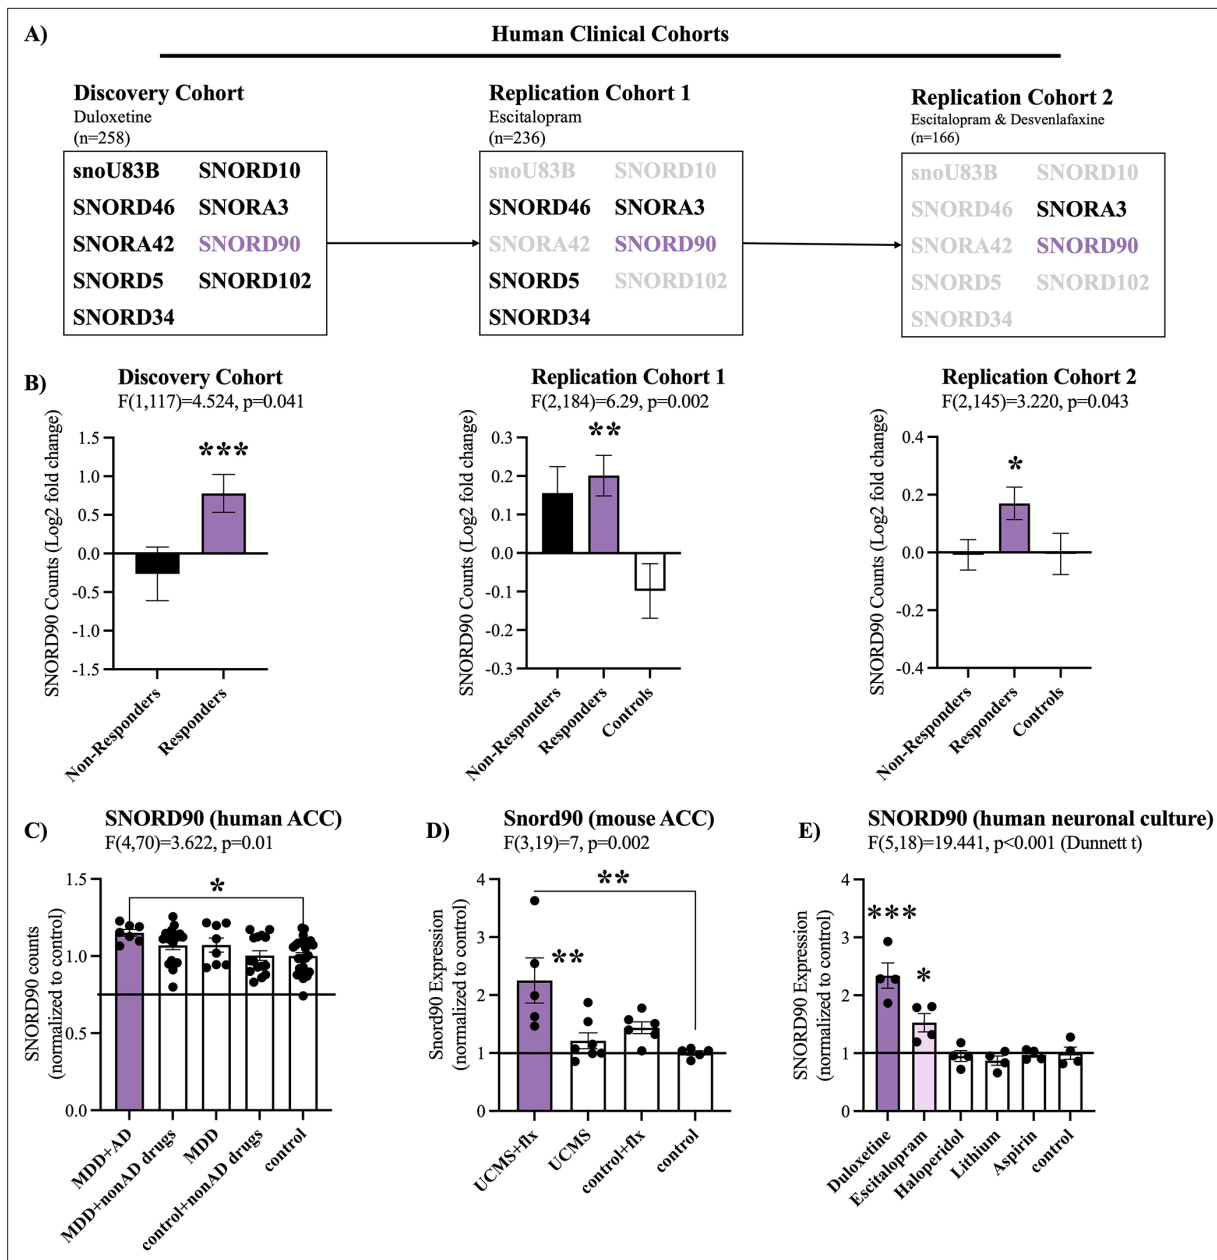 A)
Human Clinical Cohorts
Discovery Cohort
Duloxetine
(n=258)
snoU83B SNORD10
SNORD46 SNORA3
SNORA42 SNORD90
SNORD5 SNORD102
SNORD34
Replication Cohort 1
Escitalopram
(n=236)
snoU83B SNORD10
SNORD46 SNORA3
SNORA42 SNORD90
SNORD5 SNORD102
SNORD34
Replication Cohort 2
Escitalopram & Desvenlafaxine
(n=166)
snoU83B SNORD10
SNORD46 SNORA3
SNORA42 SNORD90
SNORD5 SNORD102
SNORD34
B)
Discovery Cohort
F(1,117)=4.524, p=0.041
SNORD90 Counts (Log2 fold change)
1.5
1.0
0.5
0.0
-0.5
-1.0
-1.5
***
Non-Responders
Responders
Replication Cohort 1
F(2,184)=6.29, p=0.002
SNORD90 Counts (Log2 fold change)
0.3
0.2
0.1
0.0
-0.1
-0.2
-0.3
**
Non-Responders
Responders
Controls
Replication Cohort 2
F(2,145)=3.220, p=0.043
SNORD90 Counts (Log2 fold change)
0.4
0.2
0.0
-0.2
-0.4
*
Non-Responders
Responders
Controls
C)
SNORD90 (human ACC)
F(4,70)=3.622, p=0.01
SNORD90 counts
(normalized to control)
1.5
1.0
0.5
0.0
*
MDD+AD
MDD+nonAD drugs
MDD
control+nonAD drugs
control
D)
Snord90 (mouse ACC)
F(3,19)=7, p=0.002
Snord90 Expression
(normalized to control)
4
3
2
1
0
**
**
UCMS+flx
UCMS
control+flx
control
E)
SNORD90 (human neuronal culture)
F(5,18)=19.441, p<0.001 (Dunnett t)
SNORD90 Expression
(normalized to control)
4
3
2
1
0
***
*
Duloxetine
Escitalopram
Haloperidol
Lithium
Aspirin
control